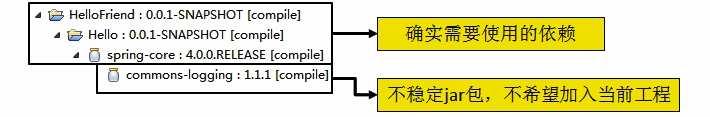 HelloFriend : 0.0.1-SNAPSHOT [compile]
Hello : 0.0.1-SNAPSHOT [compile]
确实需要使用的依赖
spring-core : 4.0.0.RELEASE [compile]
commons-logging : 1.1.1 [compile]
不稳定jar包，不希望加入当前工程